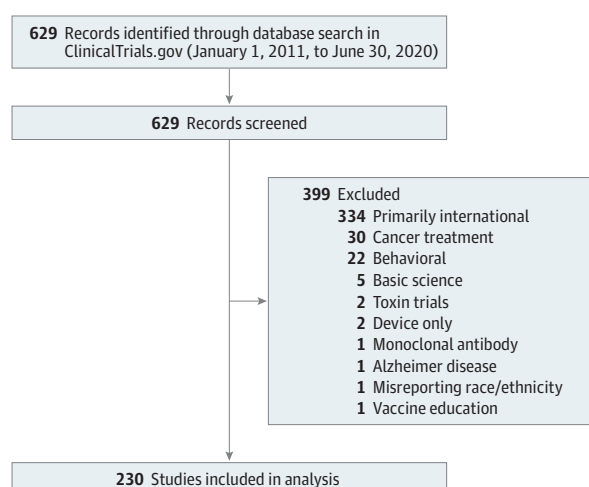 629 Records identified through database search in
ClinicalTrials.gov (January 1, 2011, to June 30, 2020)
629 Records screened
399 Excluded
334 Primarily international
30 Cancer treatment
22 Behavioral
5 Basic science
2 Toxin trials
2 Device only
1 Monoclonal antibody
1 Alzheimer disease
1 Misreporting race/ethnicity
1 Vaccine education
230 Studies included in analysis